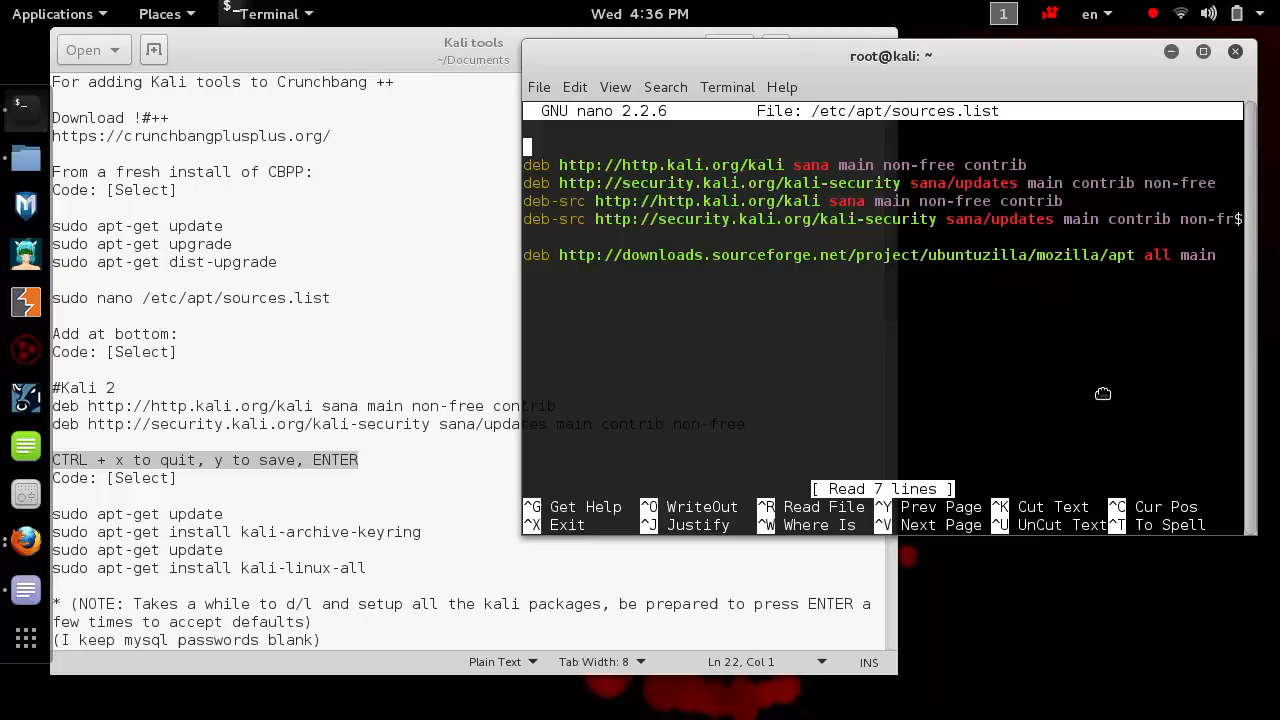 Applications
Places
Terminal
Wed 4:36 PM
1
en
Open
Kali tools
~/Documents
For adding Kali tools to Crunchbang ++
Download !#++
https://crunchbangplusplus.org/
From a fresh install of CBPP:
Code: [Select]
sudo apt-get update
sudo apt-get upgrade
sudo apt-get dist-upgrade
sudo nano /etc/apt/sources.list
Add at bottom:
Code: [Select]
#Kali 2
deb http://http.kali.org/kali sana main non-free contrib
deb http://security.kali.org/kali-security sana/updates main contrib non-free
CTRL + x to quit, y to save, ENTER
Code: [Select]
sudo apt-get update
sudo apt-get install kali-archive-keyring
sudo apt-get update
sudo apt-get install kali-linux-all
* (NOTE: Takes a while to d/l and setup all the kali packages, be prepared to press ENTER a
few times to accept defaults)
(I keep mysql passwords blank)
Plain Text
Tab Width: 8
Ln 22, Col 1
INS
root@kali: ~
File Edit View Search Terminal Help
GNU nano 2.2.6 File: /etc/apt/sources.list
deb http://http.kali.org/kali sana main non-free contrib
deb http://security.kali.org/kali-security sana/updates main contrib non-free
deb-src http://http.kali.org/kali sana main non-free contrib
deb-src http://security.kali.org/kali-security sana/updates main contrib non-fr$
deb http://downloads.sourceforge.net/project/ubuntuzilla/mozilla/apt all main
[ Read 7 lines ]
^G Get Help ^O WriteOut ^R Read File ^Y Prev Page ^K Cut Text ^C Cur Pos
^X Exit ^J Justify ^W Where Is ^V Next Page ^U UnCut Text ^T To Spell